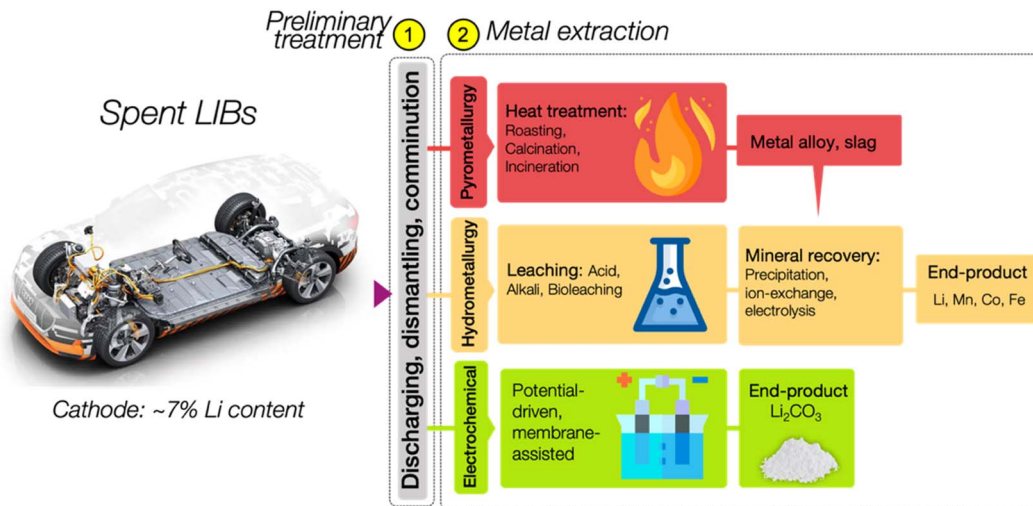 Preliminary
treatment
1
2
Metal extraction
Spent LIBs
Cathode: ~7% Li content
Discharging, dismantling, comminution
Pyrometallurgy
Heat treatment:
Roasting,
Calcination,
Incineration
Metal alloy, slag
Hydrometallurgy
Leaching: Acid,
Alkali, Bioleaching
Mineral recovery:
Precipitation,
ion-exchange,
electrolysis
End-product
Li, Mn, Co, Fe
Electrochemical
Potential-
driven,
membrane-
assisted
+
−
End-product
Li₂CO₃